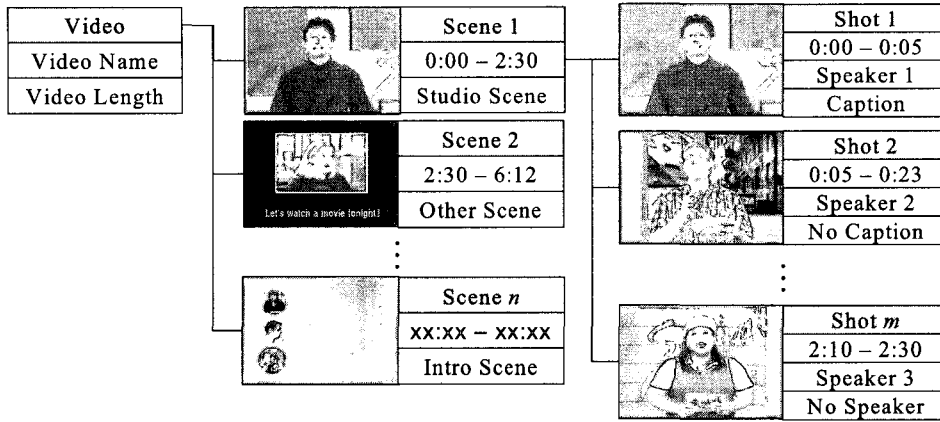 Video
Video Name
Video Length
Scene 1
0:00 – 2:30
Studio Scene
Let's watch a movie tonight!
Scene 2
2:30 – 6:12
Other Scene
Scene n
xx:xx – xx:xx
Intro Scene
Shot 1
0:00 – 0:05
Speaker 1
Caption
Shot 2
0:05 – 0:23
Speaker 2
No Caption
Shot m
2:10 – 2:30
Speaker 3
No Speaker